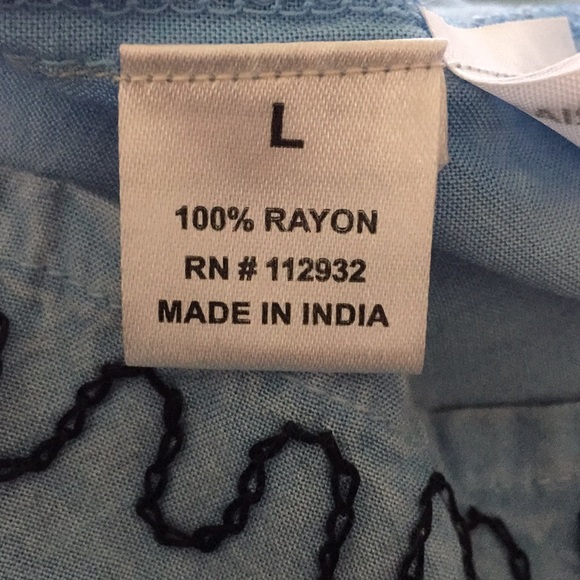 L
100% RAYON
RN # 112932
MADE IN INDIA